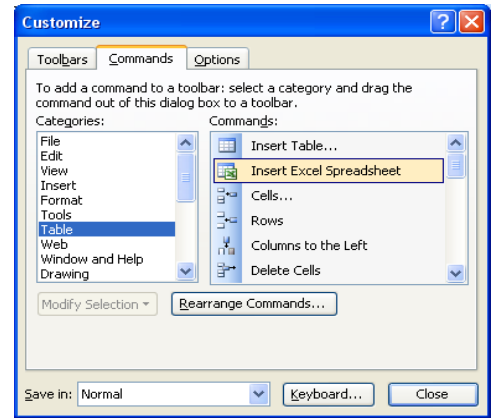 Customize
Toolbars Commands Options
To add a command to a toolbar: select a category and drag the
command out of this dialog box to a toolbar.
Categories: Commands:
File
Edit
View
Insert
Format
Tools
Table
Web
Window and Help
Drawing
Insert Table...
Insert Excel Spreadsheet
Cells...
Rows
Columns to the Left
Delete Cells
Modify Selection
Rearrange Commands...
Save in: Normal Keyboard... Close